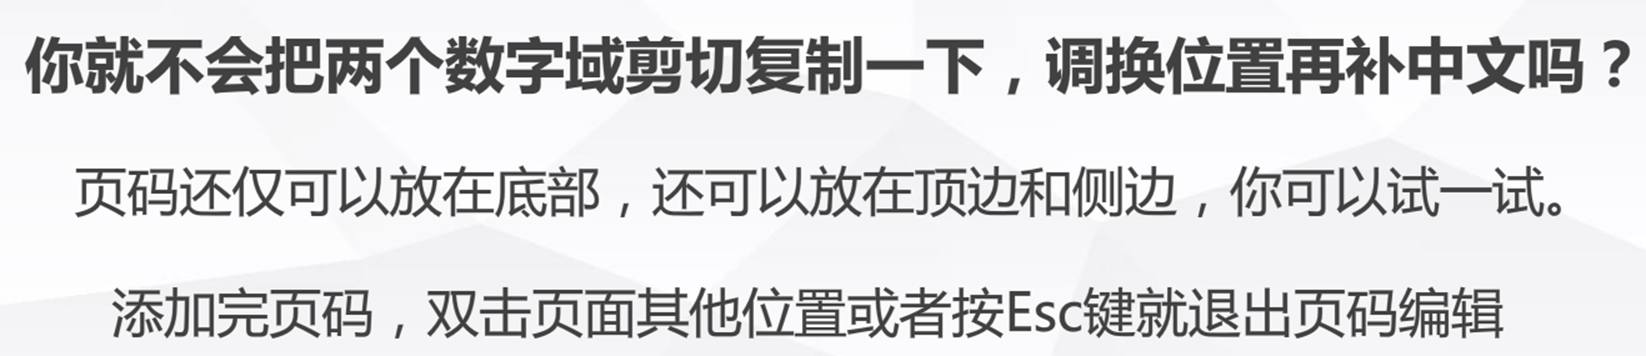 你就不会把两个数字域剪切复制一下，调换位置再补中文吗？
页码还仅可以放在底部，还可以放在顶边和侧边，你可以试一试。
添加完页码，双击页面其他位置或者按Esc键就退出页码编辑